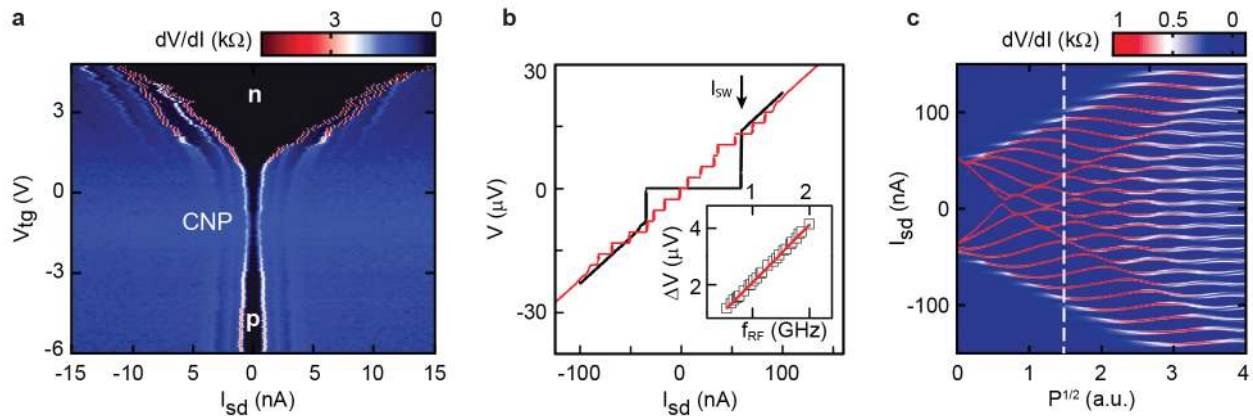 a
dV/dI (kΩ)
3
0
n
CNP
p
Vtg (V)
3
0
-3
-6
-15
-10
-5
0
5
10
15
Isd (nA)
b
30
0
-30
V (μV)
ISW
-100
0
100
Isd (nA)
1
2
4
2
ΔV (μV)
fRF (GHz)
c
dV/dI (kΩ)
1
0.5
0
100
50
0
-50
-100
Isd (nA)
0
1
2
3
4
P1/2 (a.u.)